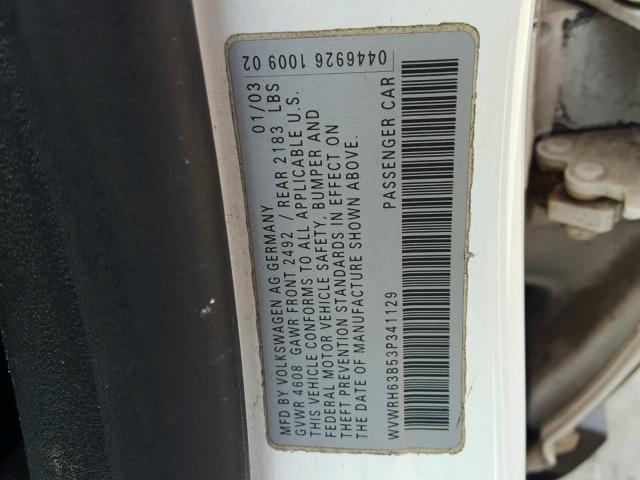 MFD BY VOLKSWAGEN AG GERMANY 01/03
GVWR 4608 GAWR FRONT 2492 / REAR 2183 LBS
THIS VEHICLE CONFORMS TO ALL APPLICABLE U.S.
FEDERAL MOTOR VEHICLE SAFETY, BUMPER AND
THEFT PREVENTION STANDARDS IN EFFECT ON
THE DATE OF MANUFACTURE SHOWN ABOVE.
WVWRH63B53P341129 PASSENGER CAR
0446926 1009 02